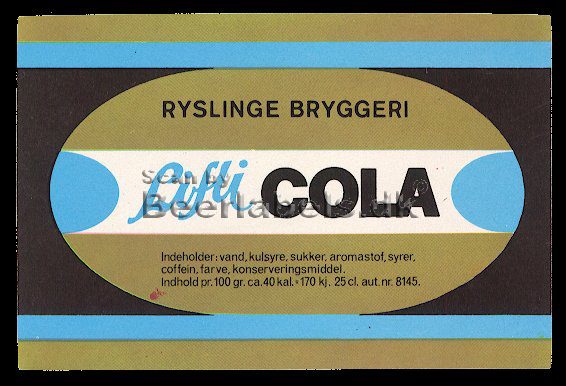 RYSLINGE BRYGGERI
Scan by
Lifli COLA
Beerlabels.dk
Indeholder: vand, kulsyre, sukker, aromastof, syrer,
coffein, farve, konserveringsmiddel.
Indhold pr. 100 gr. ca. 40 kal. = 170 kj. 25 cl. aut. nr. 8145.